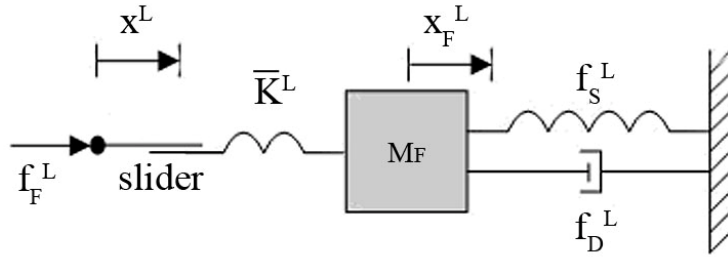 x^L
x_F^L
K̅^L
f_S^L
M_F
f_F^L
slider
f_D^L